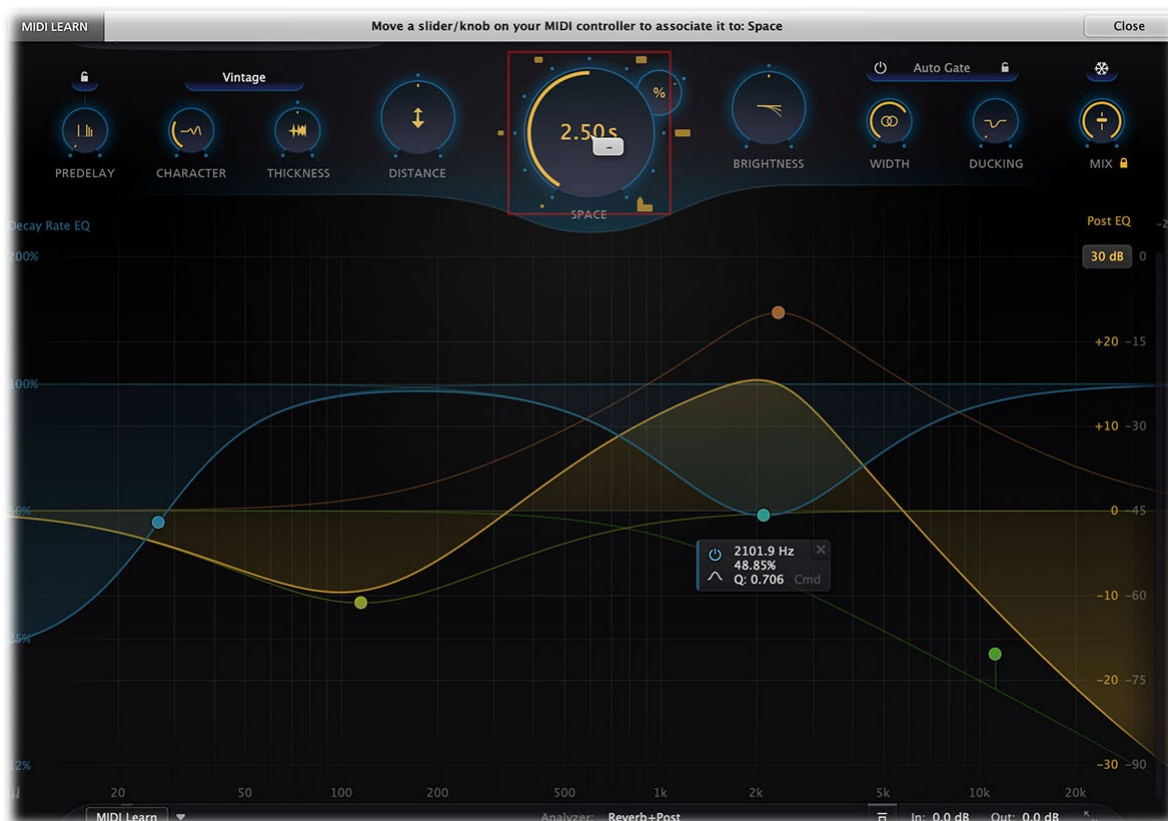 MIDI LEARN
Move a slider/knob on your MIDI controller to associate it to: Space
Close
Vintage
Auto Gate
%
2.50s
–
PREDELAY
CHARACTER
THICKNESS
DISTANCE
SPACE
BRIGHTNESS
WIDTH
DUCKING
MIX
Decay Rate EQ
Post EQ
200%
30 dB 0
+20 -15
100%
+10 -30
0 -45
2101.9 Hz
48.85%
Q: 0.706 Cmd
-10 -60
25%
-20 -75
12%
-30 -90
20 50 100 200 500 1k 2k 5k 10k 20k
MIDI Learn
Analyzer: Reverb+Post
In: 0.0 dB Out: 0.0 dB